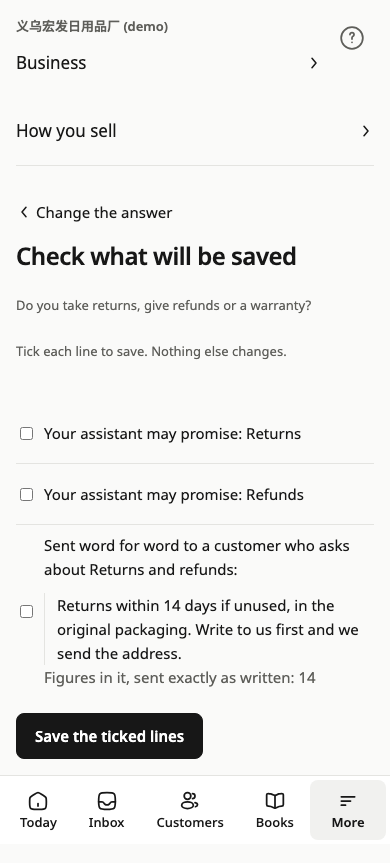 义乌宏发日用品厂 (demo)
Business
How you sell
Change the answer
Check what will be saved
Do you take returns, give refunds or a warranty?
Tick each line to save. Nothing else changes.
Your assistant may promise: Returns
Your assistant may promise: Refunds
Sent word for word to a customer who asks
about Returns and refunds:
Returns within 14 days if unused, in the
original packaging. Write to us first and we
send the address.
Figures in it, sent exactly as written: 14
Save the ticked lines
Today
Inbox
Customers
Books
More